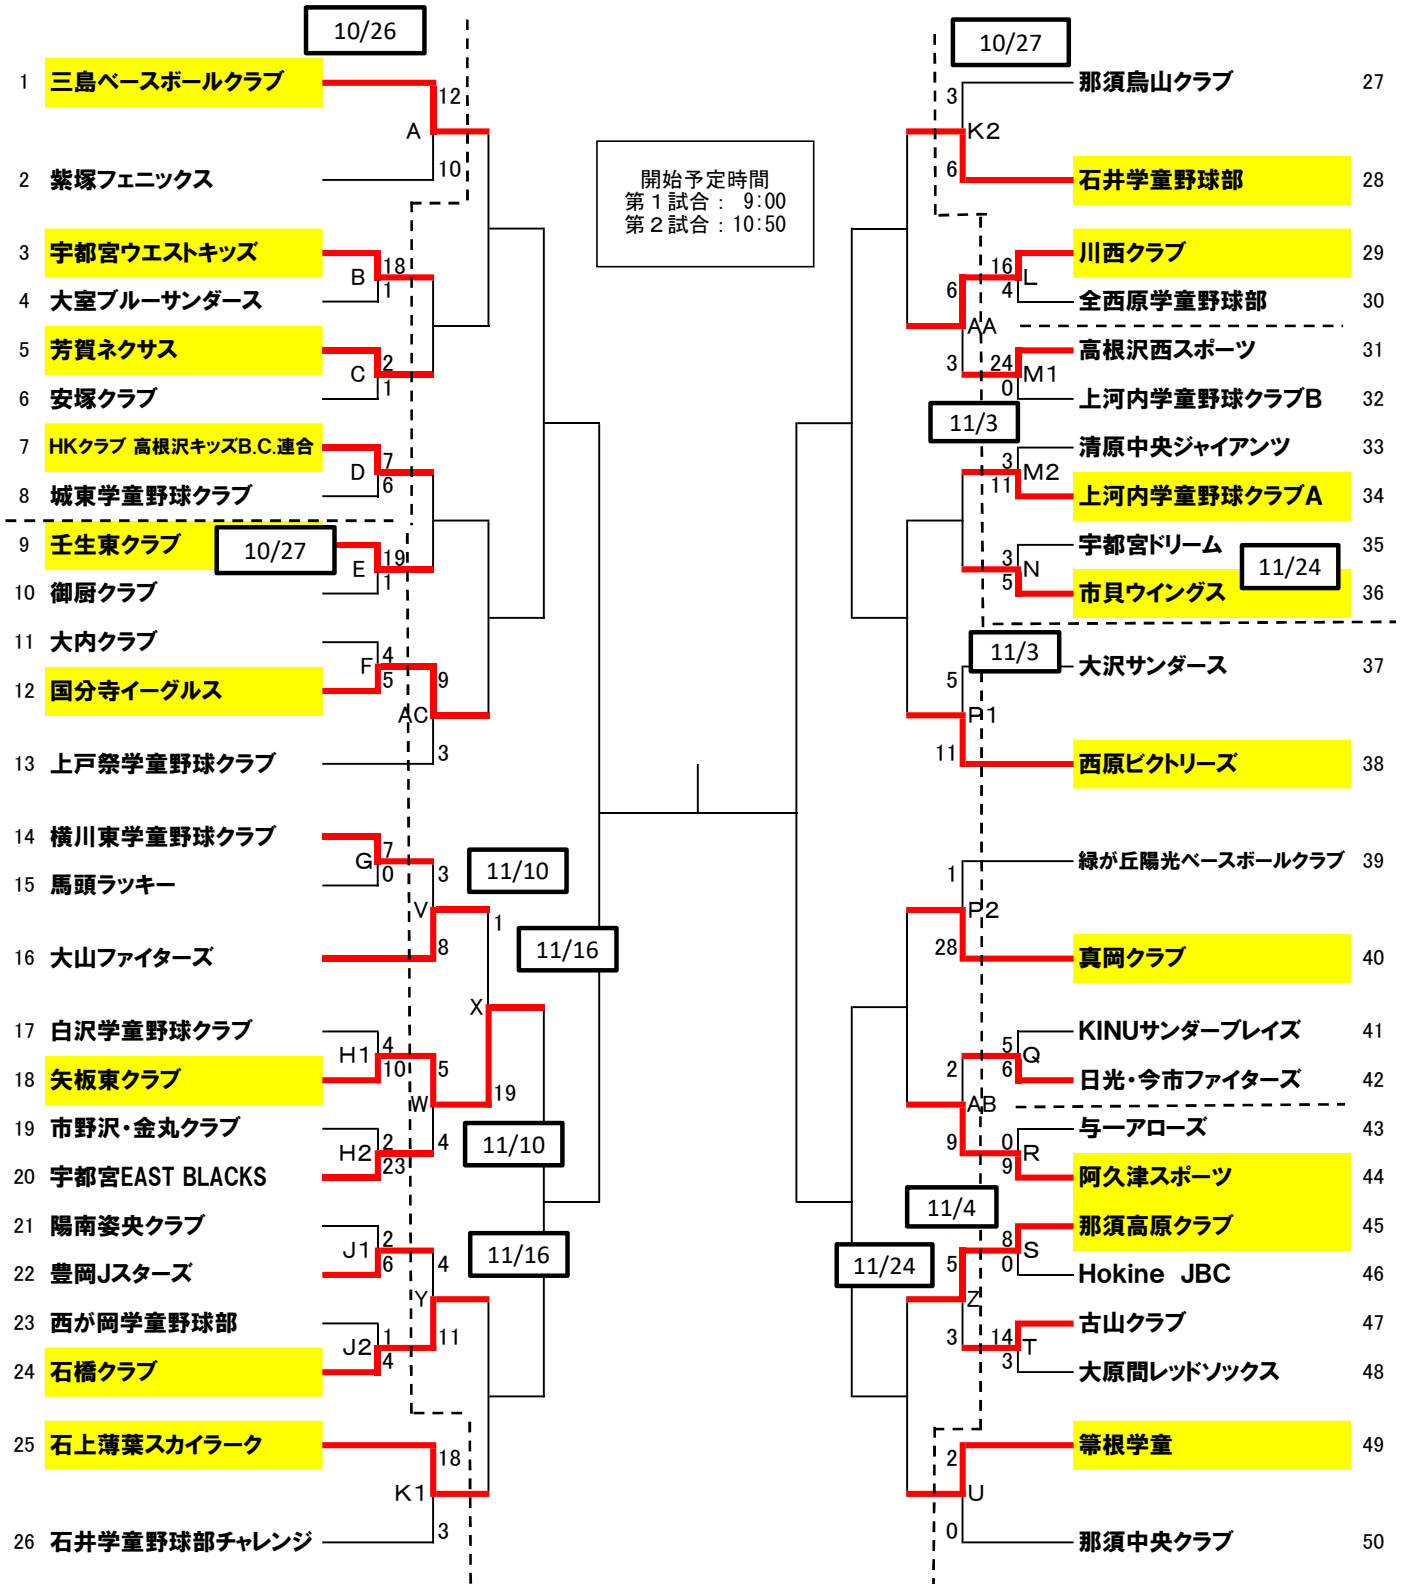 10/26
10/27
1 三島ベースボールクラブ 12
A
2 紫塚フェニックス 10
3 宇都宮ウエストキッズ 18
B
4 大室ブルーサンダース 1
5 芳賀ネクサス 2
C
6 安塚クラブ 1
7 HKクラブ 高根沢キッズB.C.連合 7
D
8 城東学童野球クラブ 6
9 壬生東クラブ 10/27 19
E
10 御厨クラブ 1
11 大内クラブ 4
F
12 国分寺イーグルス 5
9
AC
13 上戸祭学童野球クラブ 3
14 横川東学童野球クラブ 7
G
15 馬頭ラッキー 0
3
V
11/10
1
16 大山ファイターズ 8
11/16
X
17 白沢学童野球クラブ 4
H1
18 矢板東クラブ 10
5
W
19
19 市野沢・金丸クラブ 2
H2
4
11/10
20 宇都宮EAST BLACKS 23
21 陽南姿央クラブ 2
J1
22 豊岡Jスターズ 6
4
Y
11/16
23 西が岡学童野球部 1
J2
11
24 石橋クラブ 4
25 石上薄葉スカイラーク 18
K1
26 石井学童野球部チャレンジ 3
開始予定時間
第1試合: 9:00
第2試合:10:50
3 那須烏山クラブ 27
K2
6 石井学童野球部 28
16 川西クラブ 29
L
4 全西原学童野球部 30
6
AA
3
24 高根沢西スポーツ 31
M1
0 上河内学童野球クラブB 32
11/3
3 清原中央ジャイアンツ 33
M2
11 上河内学童野球クラブA 34
3 宇都宮ドリーム 35
N
11/24
5 市貝ウイングス 36
11/3
5 大沢サンダース 37
P1
11 西原ビクトリーズ 38
1 緑が丘陽光ベースボールクラブ 39
P2
28 真岡クラブ 40
5 KINUサンダーブレイズ 41
Q
6 日光・今市ファイターズ 42
2
AB
9
0 与一アローズ 43
R
9 阿久津スポーツ 44
11/4
8 那須高原クラブ 45
S
0 Hokine JBC 46
11/24
5
Z
3
14 古山クラブ 47
T
3 大原間レッドソックス 48
2 箒根学童 49
U
0 那須中央クラブ 50